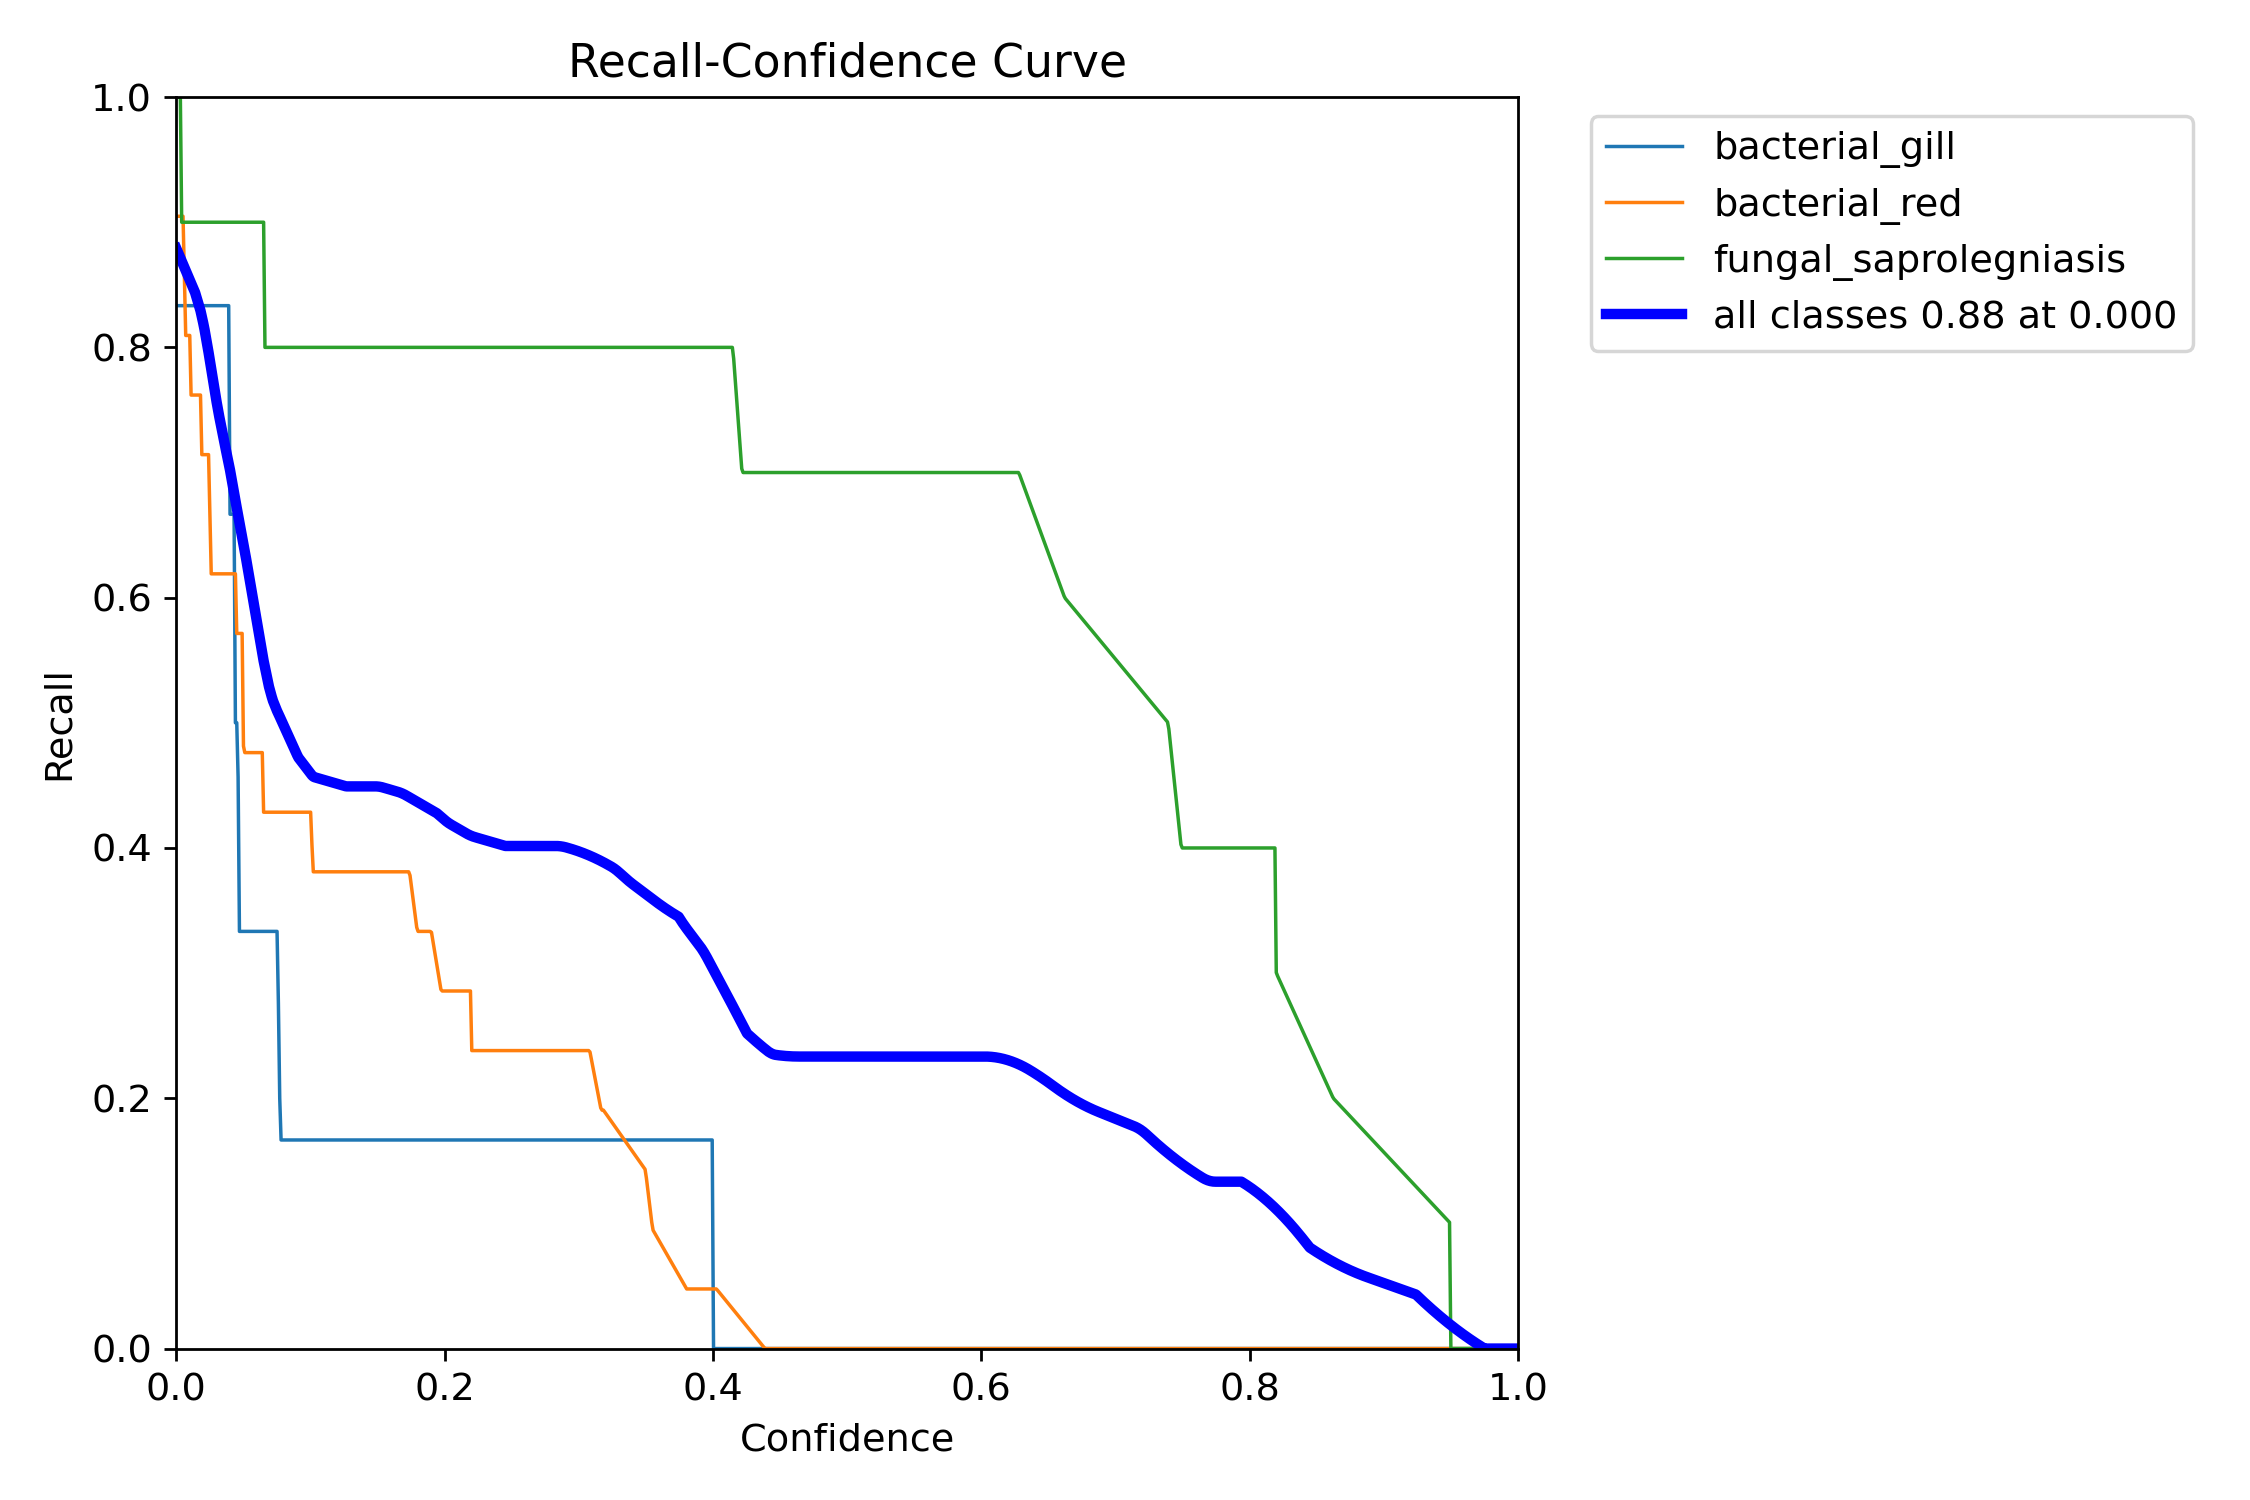 Recall-Confidence Curve
1.0
0.8
0.6
0.4
0.2
0.0
Recall
0.0 0.2 0.4 0.6 0.8 1.0
Confidence
bacterial_gill
bacterial_red
fungal_saprolegniasis
all classes 0.88 at 0.000